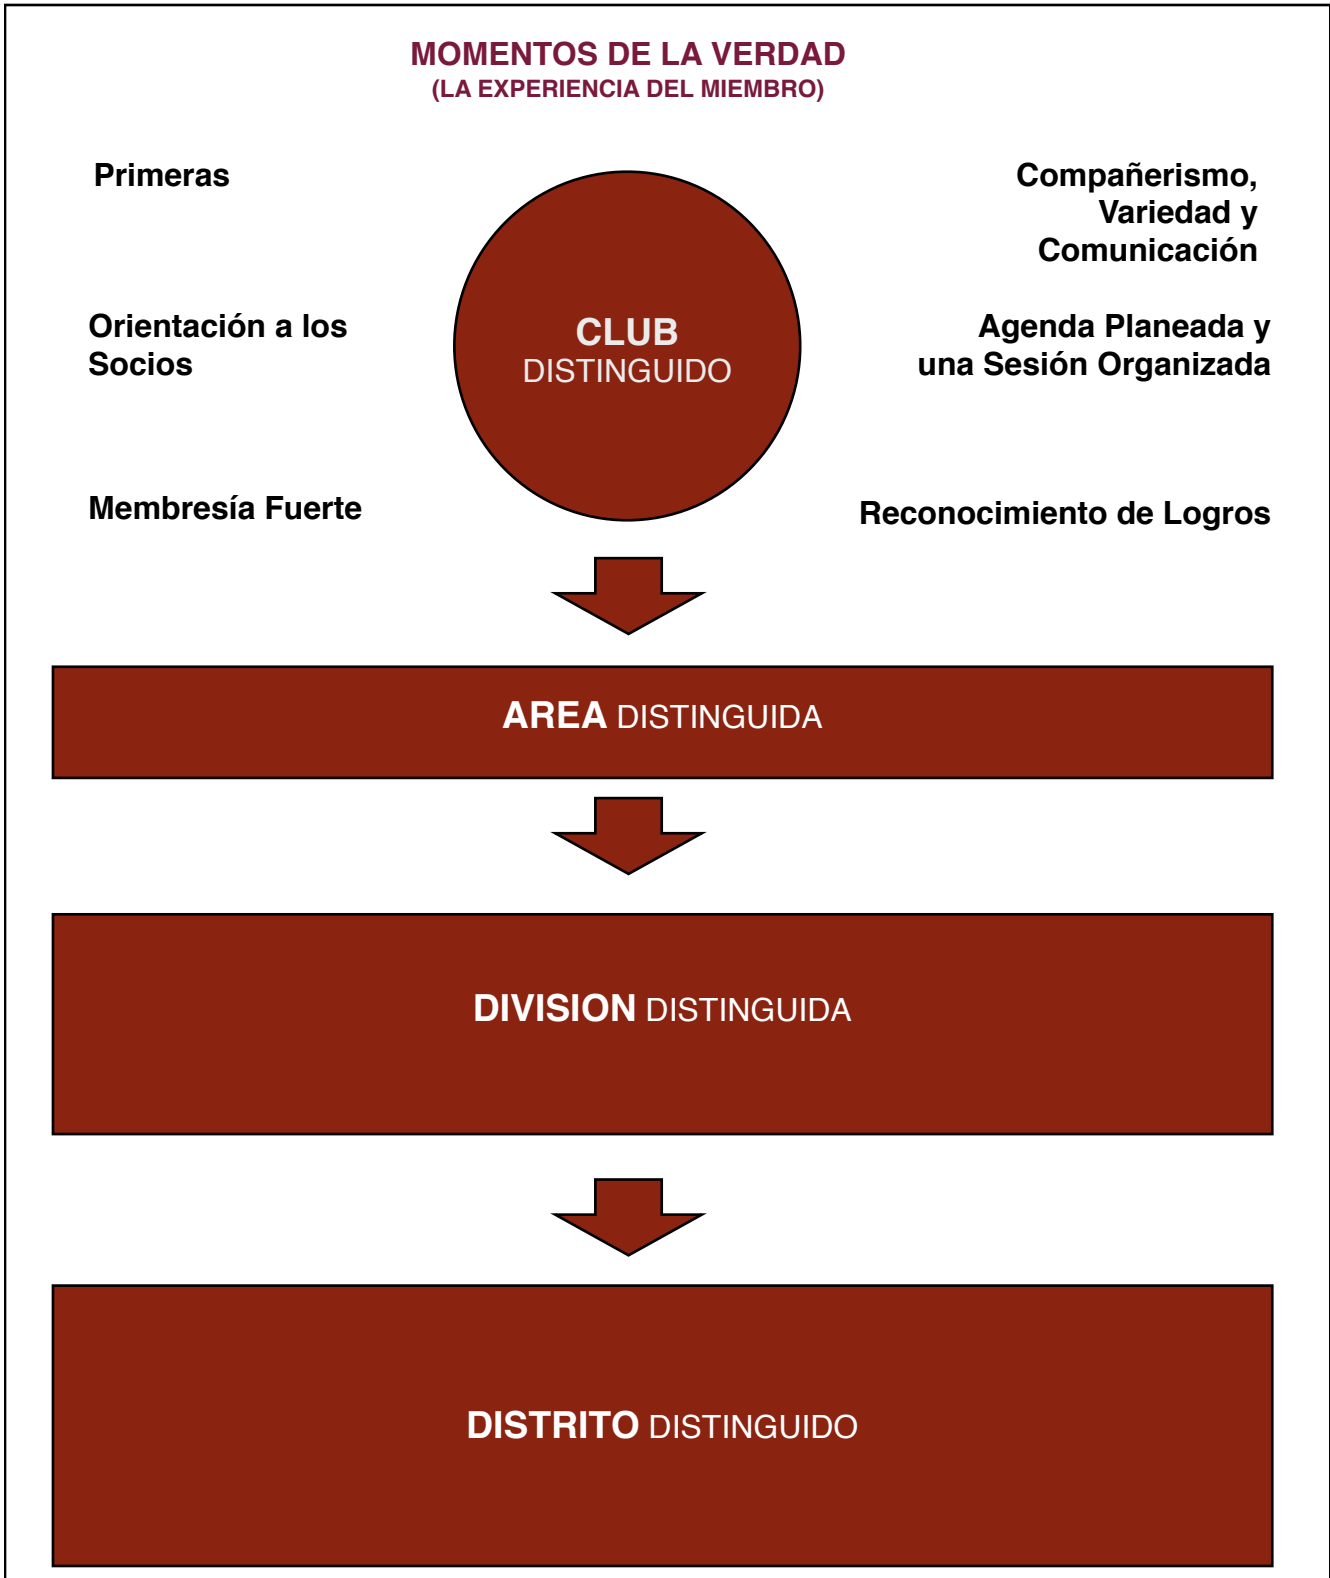 MOMENTOS DE LA VERDAD
(LA EXPERIENCIA DEL MIEMBRO)
Primeras
Compañerismo,
Variedad y
Comunicación
Orientación a los
Socios
CLUB
DISTINGUIDO
Agenda Planeada y
una Sesión Organizada
Membresía Fuerte
Reconocimiento de Logros
AREA DISTINGUIDA
DIVISION DISTINGUIDA
DISTRITO DISTINGUIDO